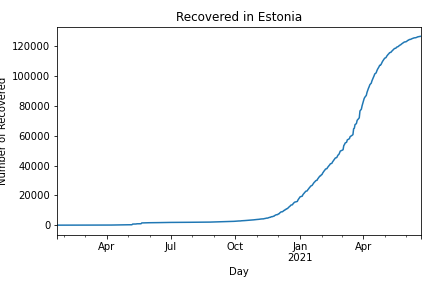 Recovered in Estonia
120000
100000
80000
60000
40000
20000
0
Number of Recovered
Apr Jul Oct Jan Apr
2021
Day